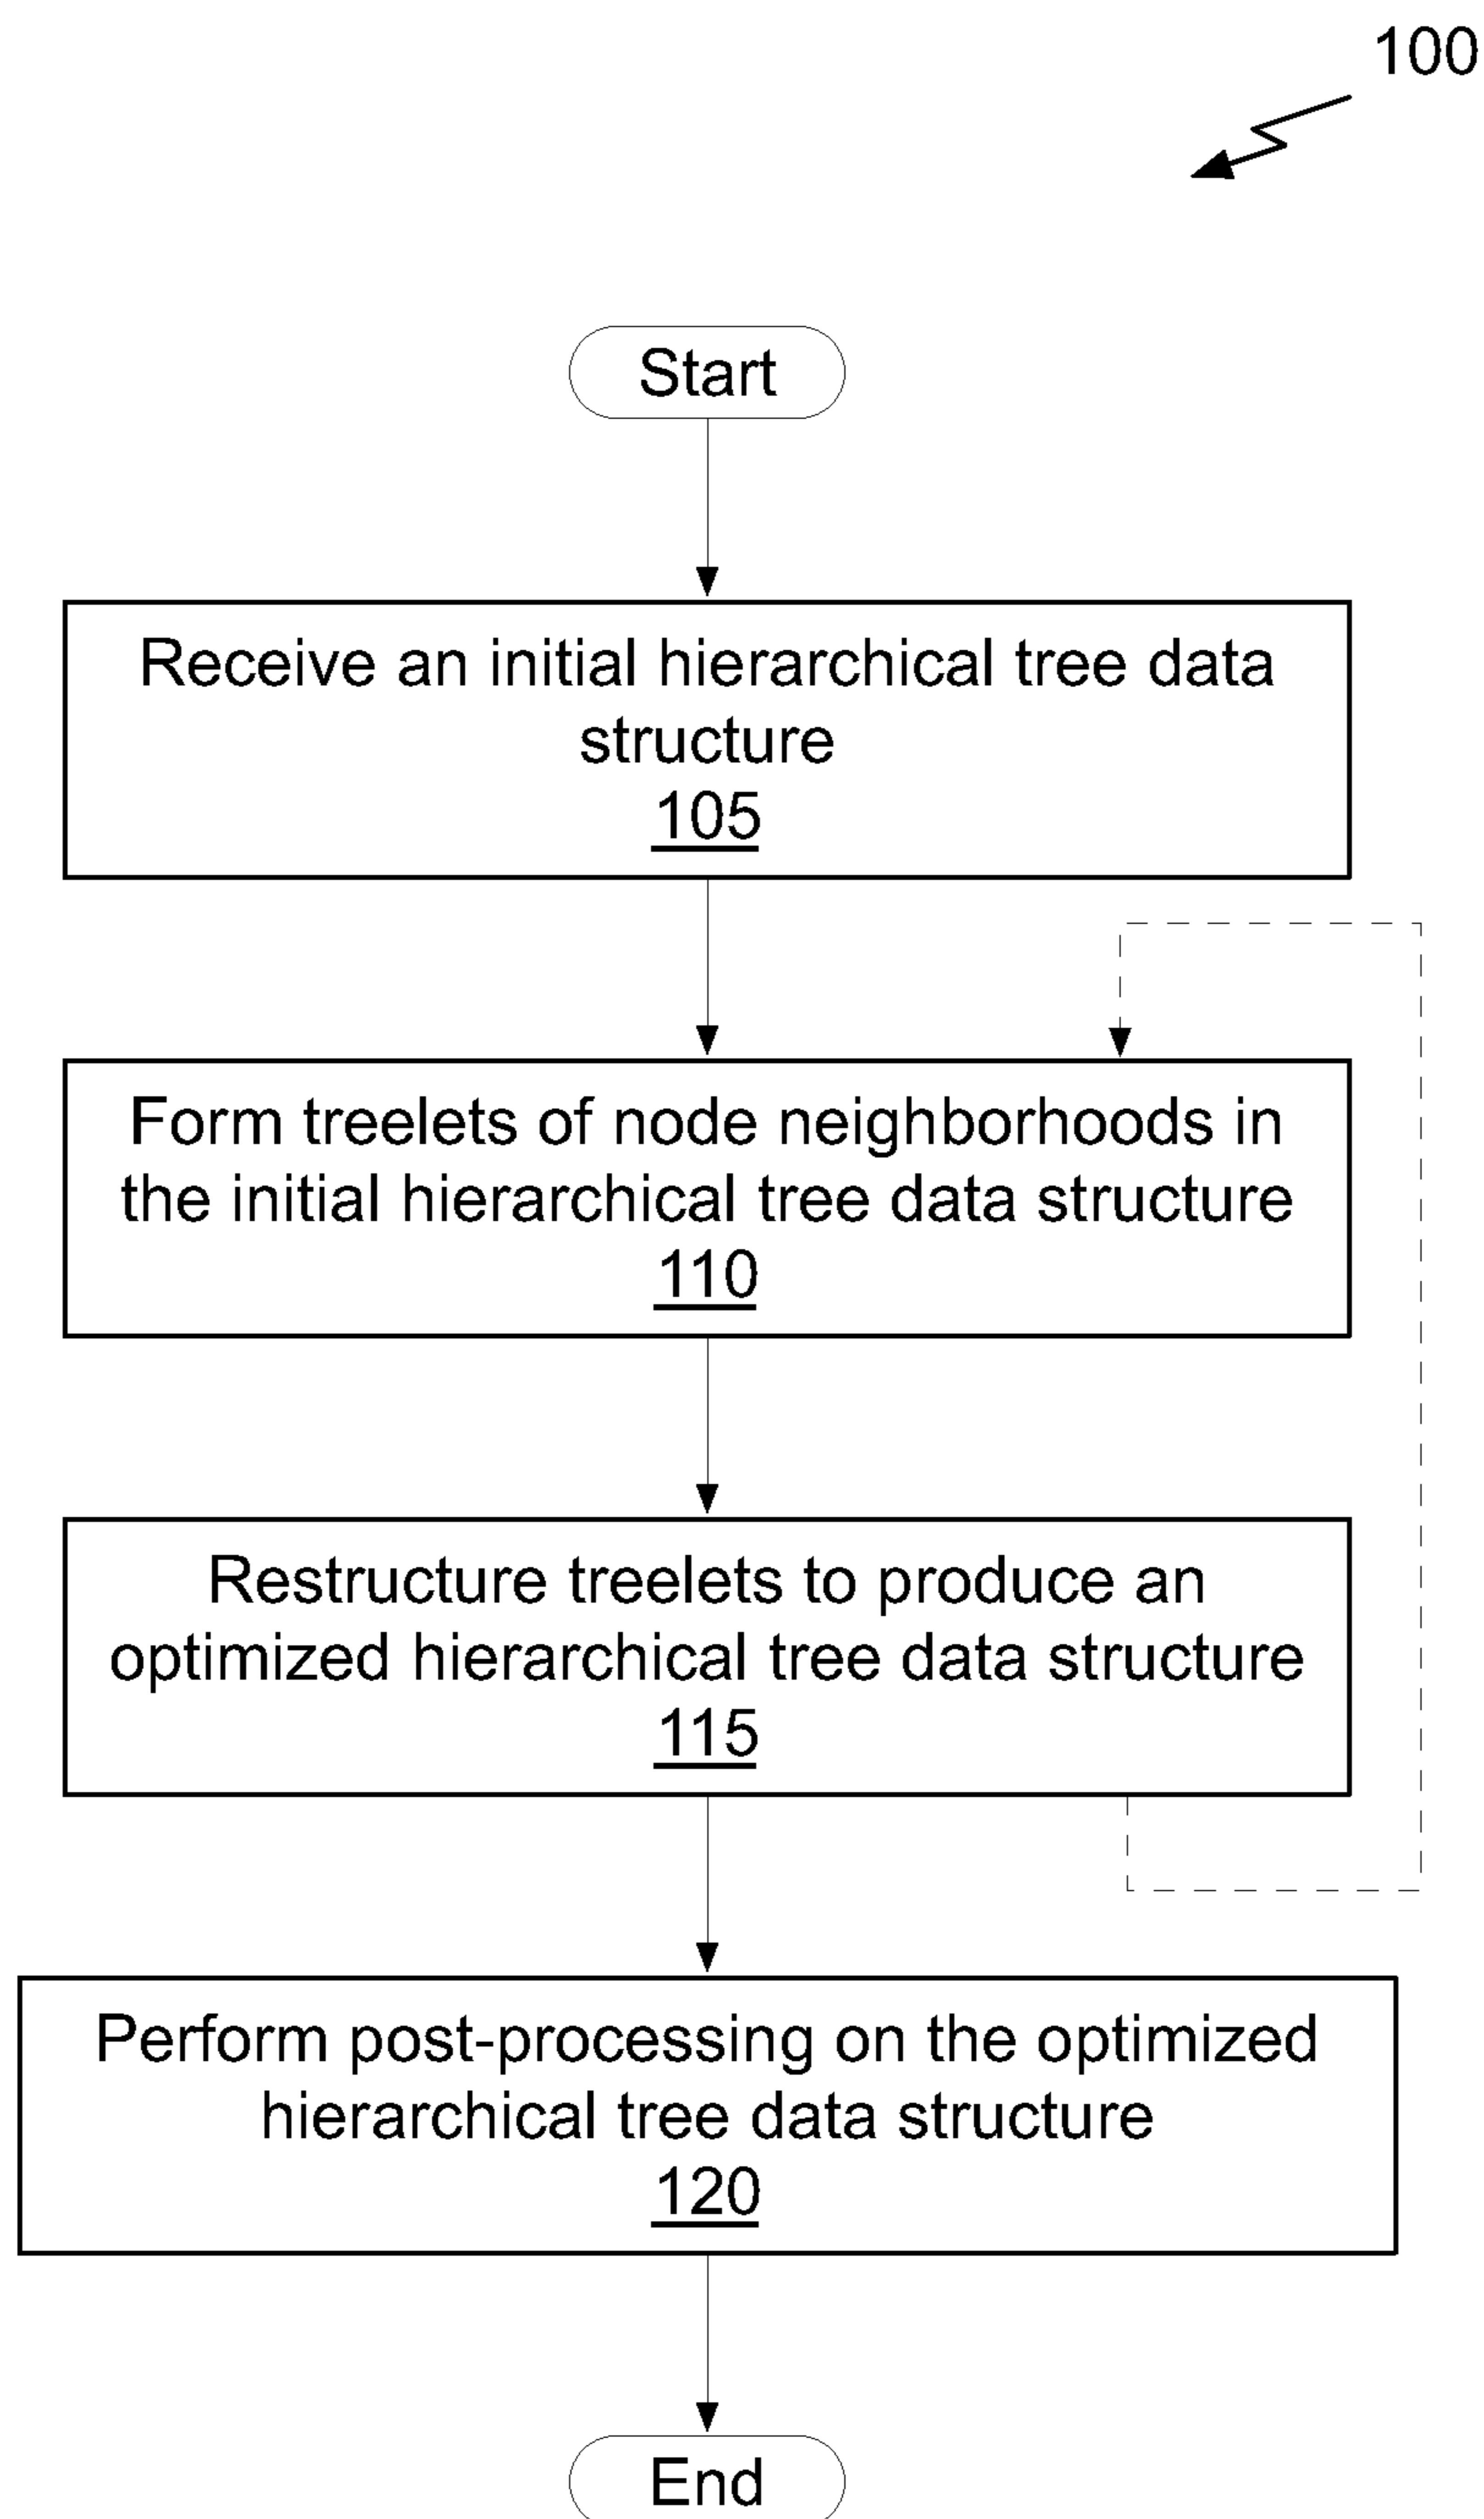 100
Start
Receive an initial hierarchical tree data
structure
105
Form treelets of node neighborhoods in
the initial hierarchical tree data structure
110
Restructure treelets to produce an
optimized hierarchical tree data structure
115
Perform post-processing on the optimized
hierarchical tree data structure
120
End